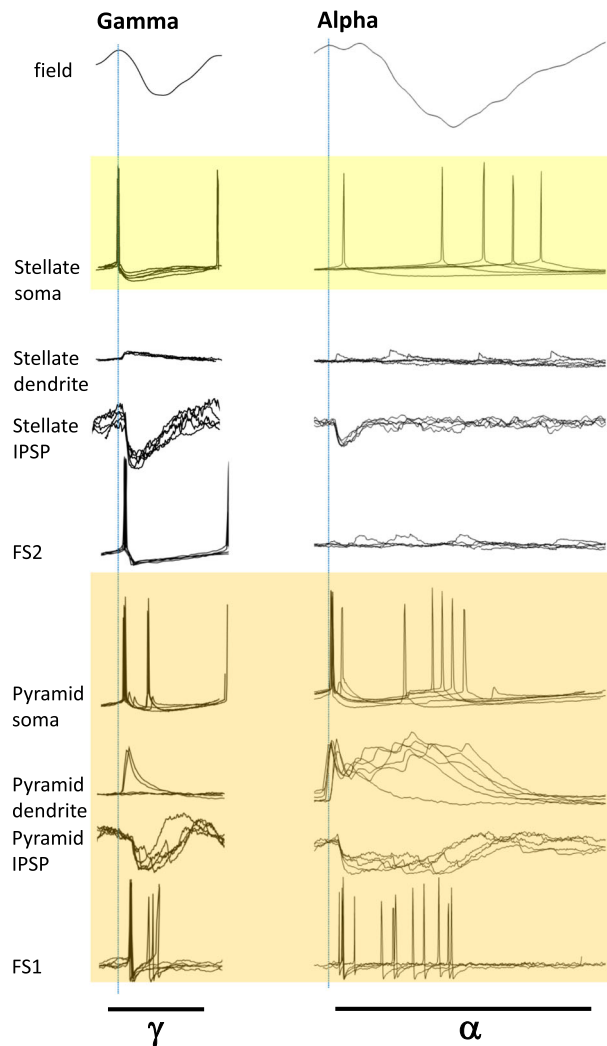 Gamma
Alpha
field
Stellate
soma
Stellate
dendrite
Stellate
IPSP
FS2
Pyramid
soma
Pyramid
dendrite
Pyramid
IPSP
FS1
γ
α